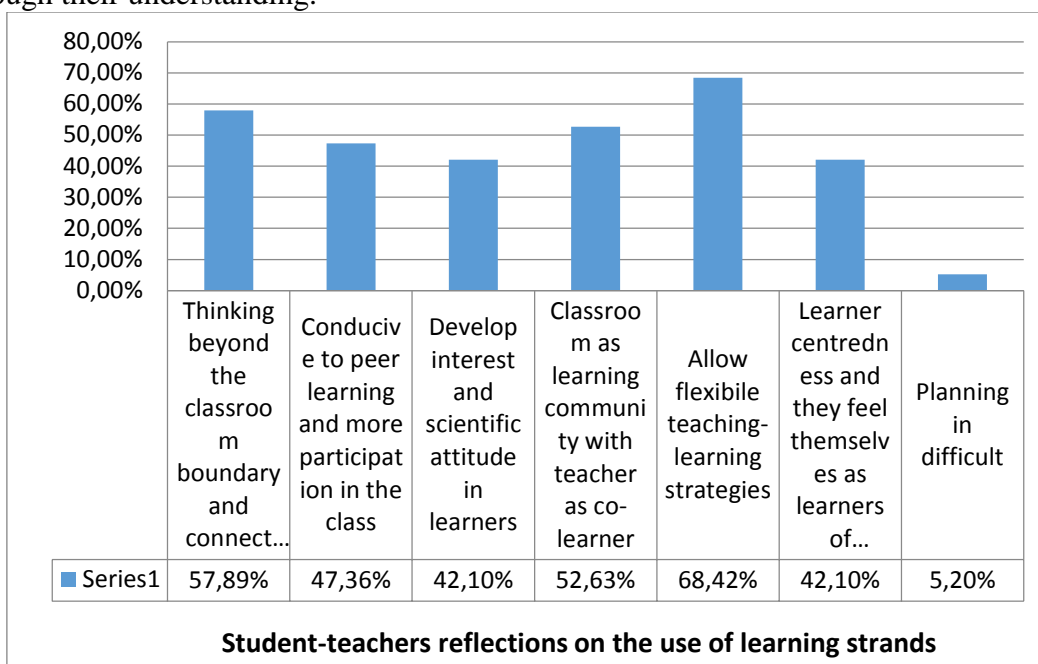 ough their understanding.
80,00%
70,00%
60,00%
50,00%
40,00%
30,00%
20,00%
10,00%
0,00%
Thinking
beyond
the
classroo
m
boundary
and
connect...
Conduciv
e to peer
learning
and more
participat
ion in the
class
Develop
interest
and
scientific
attitude
in
learners
Classroo
m as
learning
communi
ty with
teacher
as co-
learner
Allow
flexibile
teaching-
learning
strategies
Learner
centredn
ess and
they feel
themselv
es as
learners
of...
Planning
in
difficult
Series1 57,89% 47,36% 42,10% 52,63% 68,42% 42,10% 5,20%
Student-teachers reflections on the use of learning strands